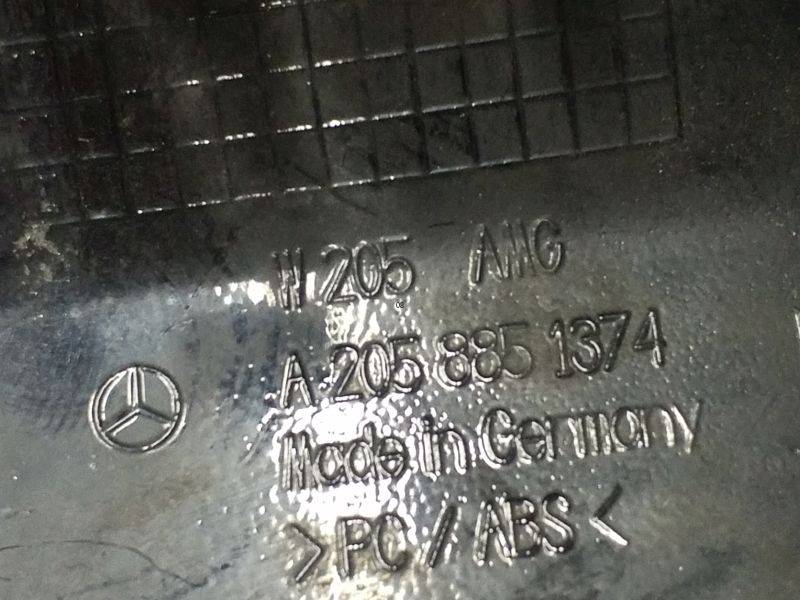 W 205 AMG
A 205 885 1374
Made in Germany
>PC / ABS<